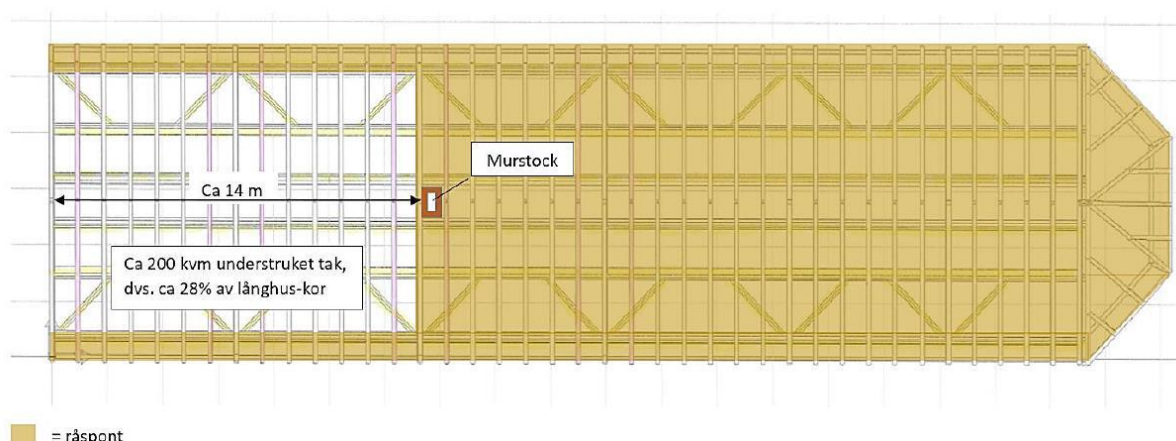 Murstock
Ca 14 m
Ca 200 kvm understruket tak,
dvs. ca 28% av långhus-kor
= råspont